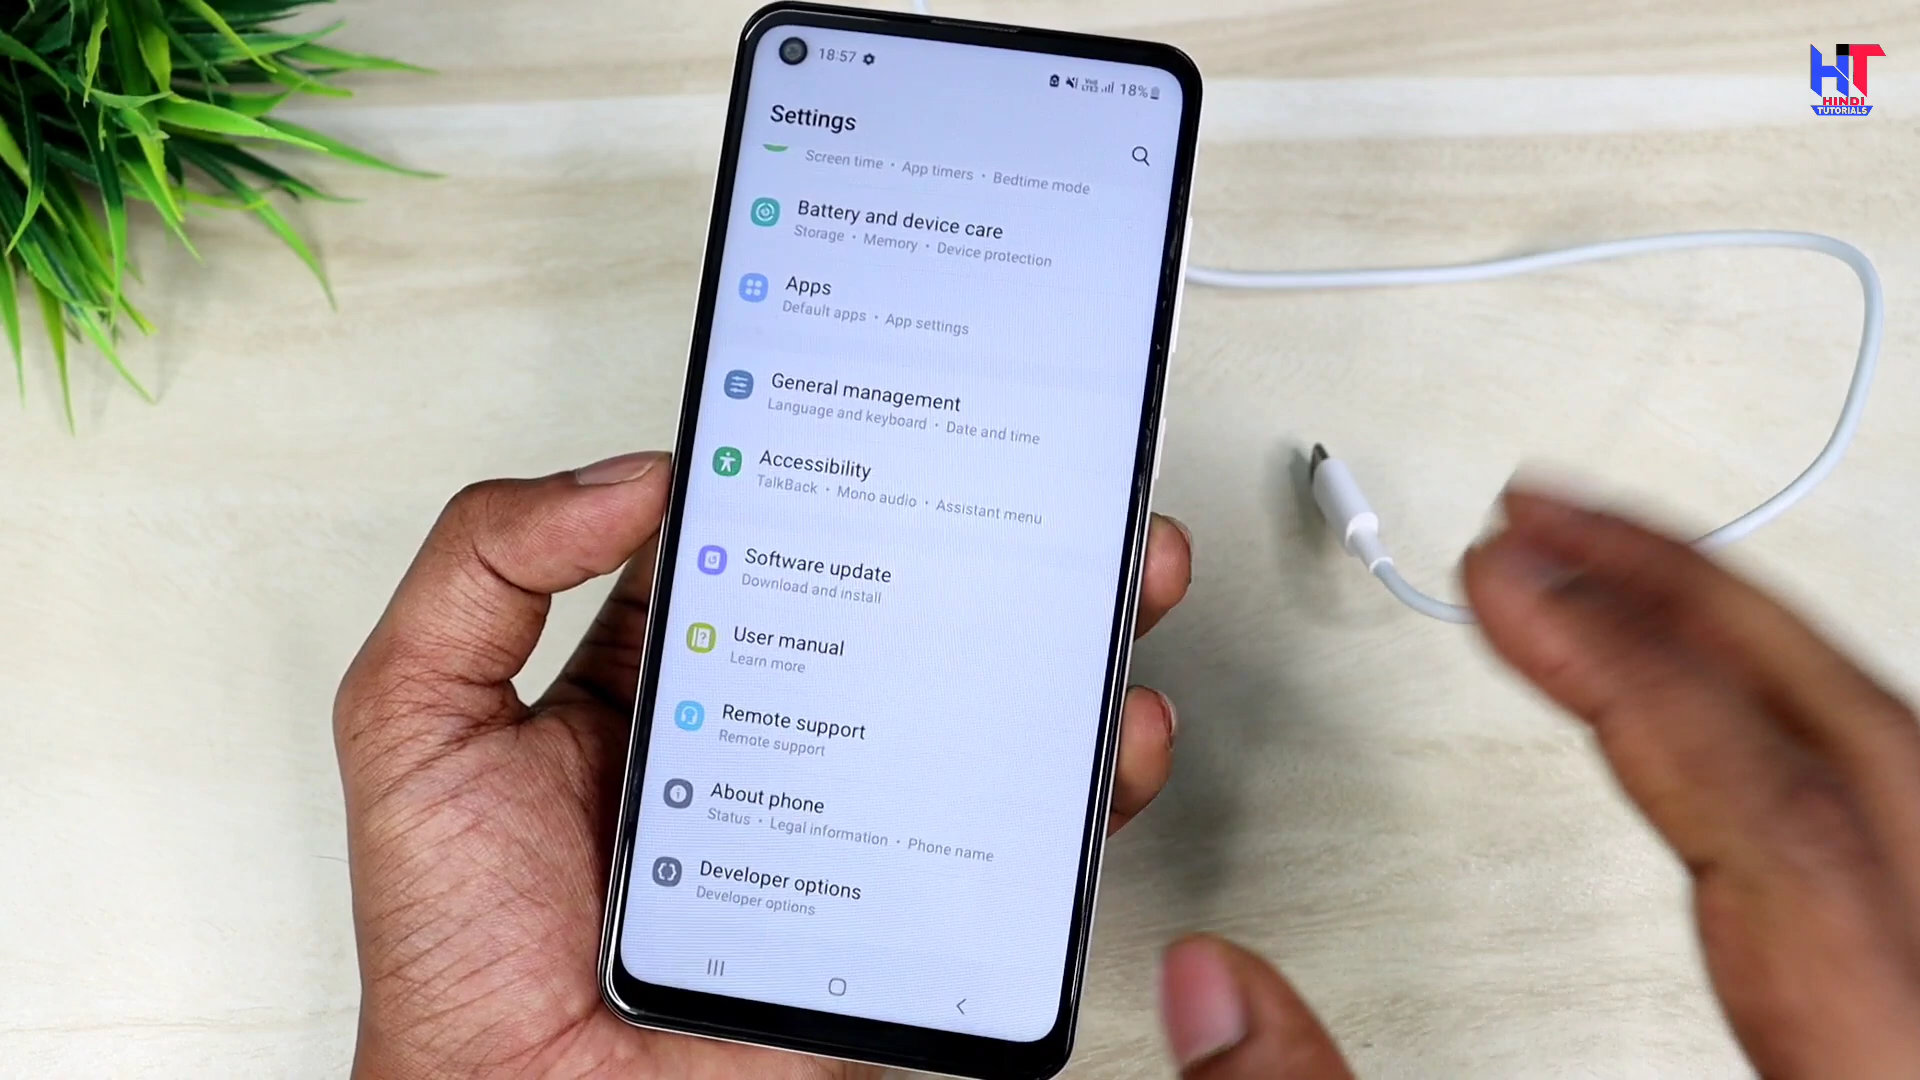 18:57
18%
HT
HINDI
TUTORIALS
Settings
Screen time • App timers • Bedtime mode
Battery and device care
Storage • Memory • Device protection
Apps
Default apps • App settings
General management
Language and keyboard • Date and time
Accessibility
TalkBack • Mono audio • Assistant menu
Software update
Download and install
User manual
Learn more
Remote support
Remote support
About phone
Status • Legal information • Phone name
Developer options
Developer options